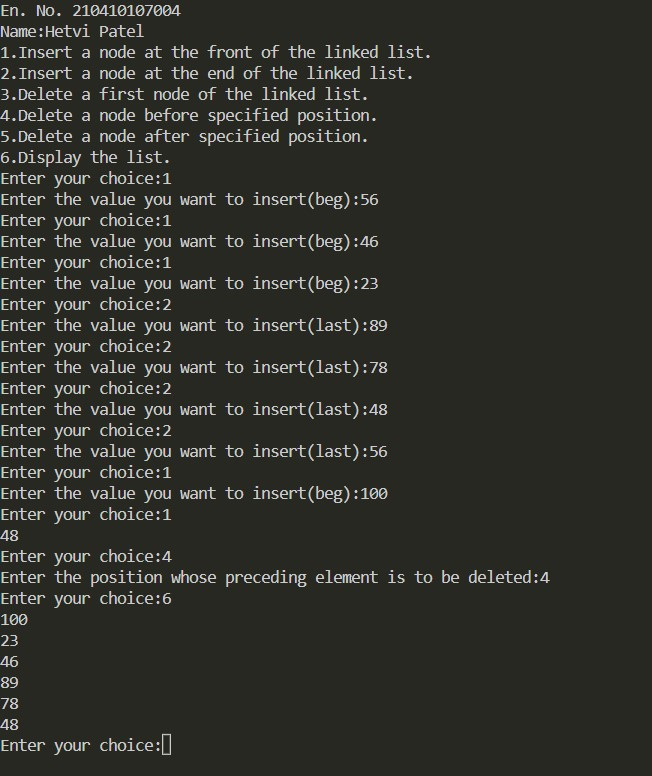 En. No. 210410107004
Name:Hetvi Patel
1.Insert a node at the front of the linked list.
2.Insert a node at the end of the linked list.
3.Delete a first node of the linked list.
4.Delete a node before specified position.
5.Delete a node after specified position.
6.Display the list.
Enter your choice:1
Enter the value you want to insert(beg):56
Enter your choice:1
Enter the value you want to insert(beg):46
Enter your choice:1
Enter the value you want to insert(beg):23
Enter your choice:2
Enter the value you want to insert(last):89
Enter your choice:2
Enter the value you want to insert(last):78
Enter your choice:2
Enter the value you want to insert(last):48
Enter your choice:2
Enter the value you want to insert(last):56
Enter your choice:1
Enter the value you want to insert(beg):100
Enter your choice:1
48
Enter your choice:4
Enter the position whose preceding element is to be deleted:4
Enter your choice:6
100
23
46
89
78
48
Enter your choice: